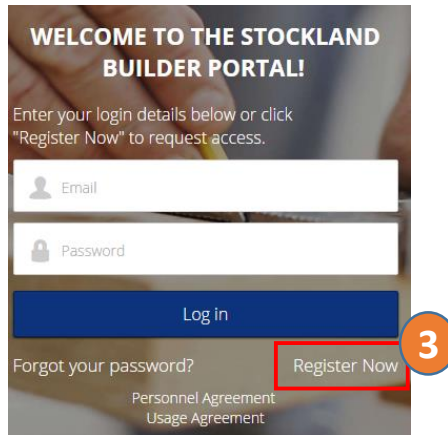 WELCOME TO THE STOCKLAND
BUILDER PORTAL!
Enter your login details below or click
"Register Now" to request access.
Email
Password
Log in
Forgot your password? Register Now
3
Personnel Agreement
Usage Agreement